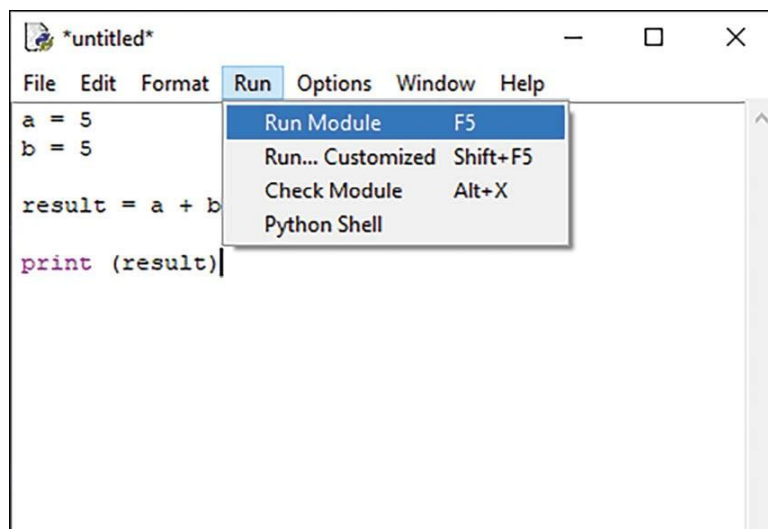 *untitled*
File Edit Format Run Options Window Help
a = 5
b = 5
result = a + b
print (result)
Run Module F5
Run... Customized Shift+F5
Check Module Alt+X
Python Shell